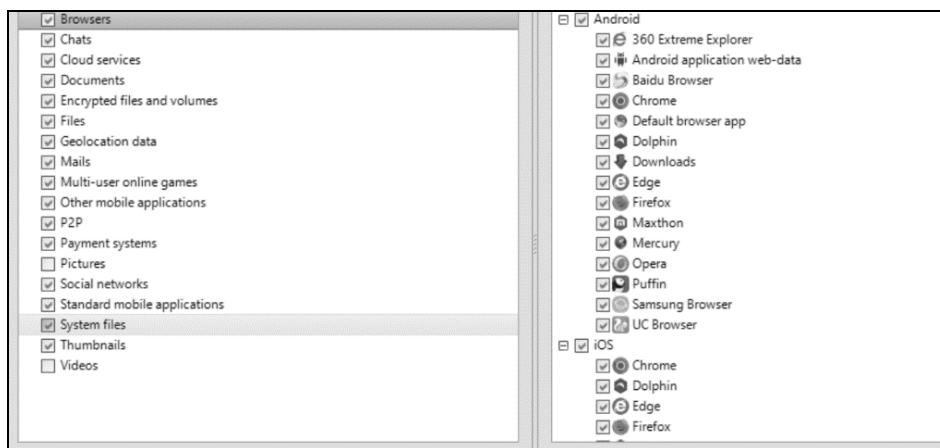 Browsers
Chats
Cloud services
Documents
Encrypted files and volumes
Files
Geolocation data
Mails
Multi-user online games
Other mobile applications
P2P
Payment systems
Pictures
Social networks
Standard mobile applications
System files
Thumbnails
Videos
Android
360 Extreme Explorer
Android application web-data
Baidu Browser
Chrome
Default browser app
Dolphin
Downloads
Edge
Firefox
Maxthon
Mercury
Opera
Puffin
Samsung Browser
UC Browser
iOS
Chrome
Dolphin
Edge
Firefox